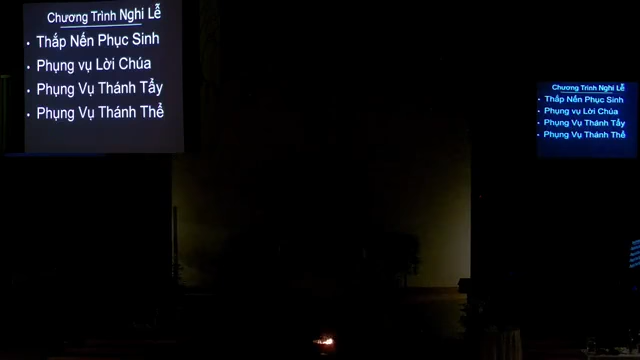 Chương Trình Nghi Lễ
• Thắp Nến Phục Sinh
• Phụng vụ Lời Chúa
• Phụng Vụ Thánh Tẩy
• Phụng Vụ Thánh Thể
Chương Trình Nghi Lễ
• Thắp Nến Phục Sinh
• Phụng vụ Lời Chúa
• Phụng Vụ Thánh Tẩy
• Phụng Vụ Thánh Thể